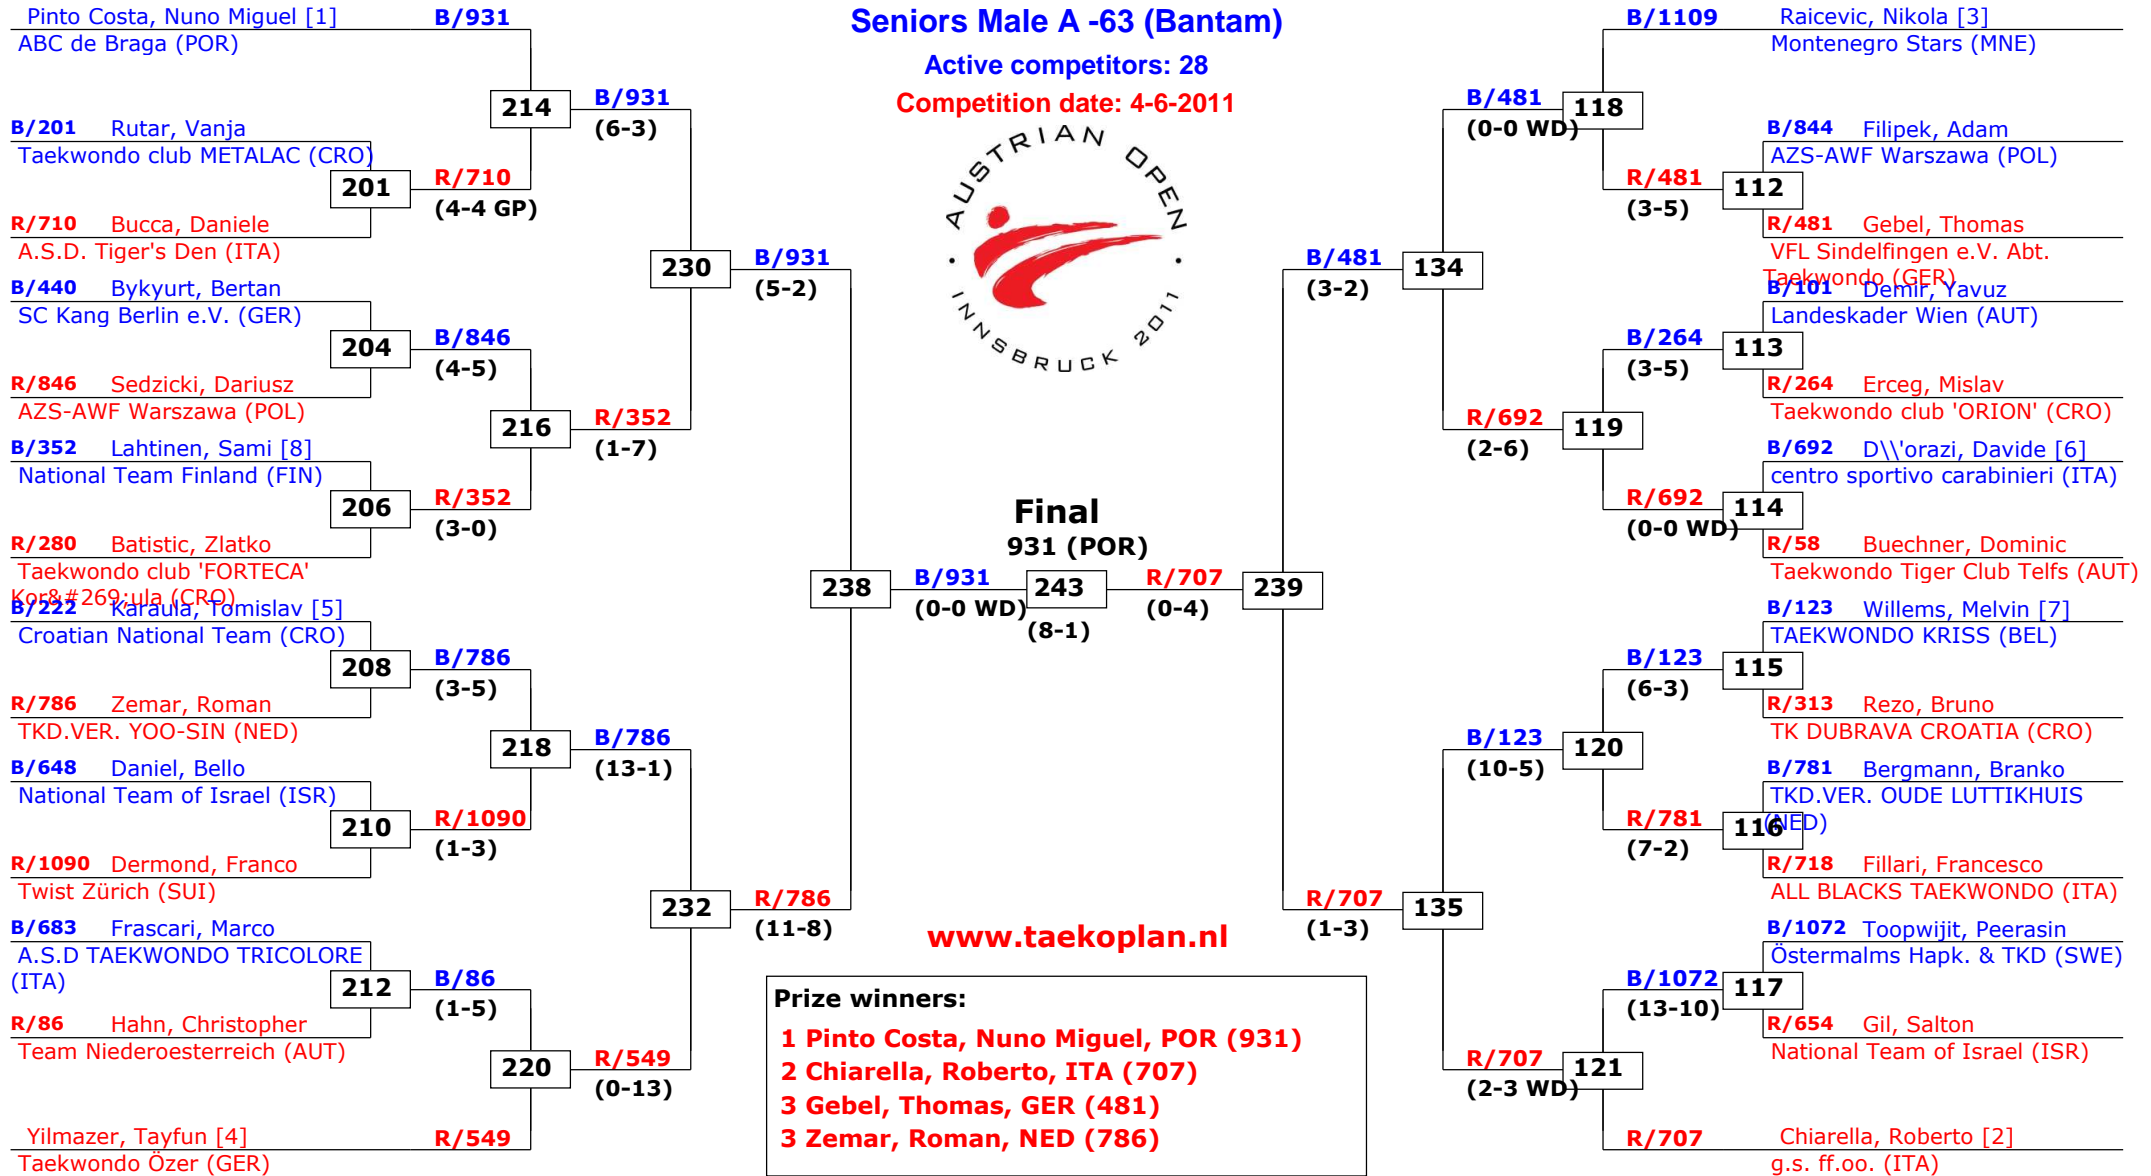 Seniors Male A -63 (Bantam)
Active competitors: 28
Competition date: 4-6-2011
AUSTRIAN OPEN
INNSBRUCK 2011
Pinto Costa, Nuno Miguel [1] B/931
ABC de Braga (POR)
214
B/931
(6-3)
B/201 Rutar, Vanja
Taekwondo club METALAC (CRO)
201
R/710
(4-4 GP)
R/710 Bucca, Daniele
A.S.D. Tiger's Den (ITA)
230
B/931
(5-2)
B/440 Bykyurt, Bertan
SC Kang Berlin e.V. (GER)
204
B/846
(4-5)
R/846 Sedzicki, Dariusz
AZS-AWF Warszawa (POL)
216
R/352
(1-7)
B/352 Lahtinen, Sami [8]
National Team Finland (FIN)
206
R/352
(3-0)
R/280 Batistic, Zlatko
Taekwondo club 'FORTECA'
Kor&#269;ula (CRO)
238
B/931
(0-0 WD)
B/222 Karaula, Tomislav [5]
Croatian National Team (CRO)
208
B/786
(3-5)
R/786 Zemar, Roman
TKD.VER. YOO-SIN (NED)
218
B/786
(13-1)
B/648 Daniel, Bello
National Team of Israel (ISR)
210
R/1090
(1-3)
R/1090 Dermond, Franco
Twist Zürich (SUI)
232
R/786
(11-8)
B/683 Frascari, Marco
A.S.D TAEKWONDO TRICOLORE
(ITA)
212
B/86
(1-5)
R/86 Hahn, Christopher
Team Niederoesterreich (AUT)
220
R/549
(0-13)
Yilmazer, Tayfun [4] R/549
Taekwondo Özer (GER)
Final
931 (POR)
243
(8-1)
R/707
(0-4)
239
B/1109 Raicevic, Nikola [3]
Montenegro Stars (MNE)
B/481
(0-0 WD)
118
B/844 Filipek, Adam
AZS-AWF Warszawa (POL)
R/481
(3-5)
112
R/481 Gebel, Thomas
VFL Sindelfingen e.V. Abt.
Taekwondo (GER)
B/481
(3-2)
134
B/101 Demir, Yavuz
Landeskader Wien (AUT)
B/264
(3-5)
113
R/264 Erceg, Mislav
Taekwondo club 'ORION' (CRO)
R/692
(2-6)
119
B/692 D\\'orazi, Davide [6]
centro sportivo carabinieri (ITA)
R/692
(0-0 WD)
114
R/58 Buechner, Dominic
Taekwondo Tiger Club Telfs (AUT)
B/123 Willems, Melvin [7]
TAEKWONDO KRISS (BEL)
B/123
(6-3)
115
R/313 Rezo, Bruno
TK DUBRAVA CROATIA (CRO)
B/123
(10-5)
120
B/781 Bergmann, Branko
TKD.VER. OUDE LUTTIKHUIS
(NED)
R/781
(7-2)
116
R/718 Fillari, Francesco
ALL BLACKS TAEKWONDO (ITA)
R/707
(1-3)
135
B/1072 Toopwijit, Peerasin
Östermalms Hapk. & TKD (SWE)
B/1072
(13-10)
117
R/654 Gil, Salton
National Team of Israel (ISR)
R/707
(2-3 WD)
121
R/707 Chiarella, Roberto [2]
g.s. ff.oo. (ITA)
www.taekoplan.nl
Prize winners:
1 Pinto Costa, Nuno Miguel, POR (931)
2 Chiarella, Roberto, ITA (707)
3 Gebel, Thomas, GER (481)
3 Zemar, Roman, NED (786)